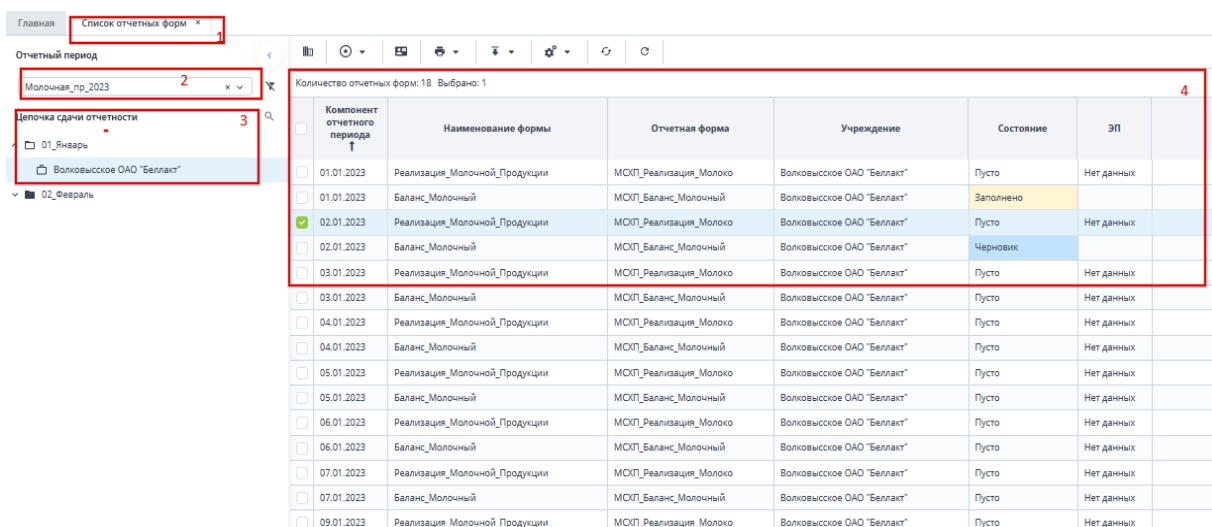 Главная Список отчетных форм ×
1
Отчетный период
2
Молочная_пр_2023 ×
Цепочка сдачи отчетности
3
01_Январь
Волковысское ОАО "Беллакт"
02_Февраль
Количество отчетных форм: 18 Выбрано: 1
4
Компонент отчетного периода ↑ Наименование формы Отчетная форма Учреждение Состояние ЭП
01.01.2023 Реализация_Молочной_Продукции МСХП_Реализация_Молоко Волковысское ОАО "Беллакт" Пусто Нет данных
01.01.2023 Баланс_Молочный МСХП_Баланс_Молочный Волковысское ОАО "Беллакт" Заполнено
02.01.2023 Реализация_Молочной_Продукции МСХП_Реализация_Молоко Волковысское ОАО "Беллакт" Пусто Нет данных
02.01.2023 Баланс_Молочный МСХП_Баланс_Молочный Волковысское ОАО "Беллакт" Черновик
03.01.2023 Реализация_Молочной_Продукции МСХП_Реализация_Молоко Волковысское ОАО "Беллакт" Пусто Нет данных
03.01.2023 Баланс_Молочный МСХП_Баланс_Молочный Волковысское ОАО "Беллакт" Пусто Нет данных
04.01.2023 Реализация_Молочной_Продукции МСХП_Реализация_Молоко Волковысское ОАО "Беллакт" Пусто Нет данных
04.01.2023 Баланс_Молочный МСХП_Баланс_Молочный Волковысское ОАО "Беллакт" Пусто Нет данных
05.01.2023 Реализация_Молочной_Продукции МСХП_Реализация_Молоко Волковысское ОАО "Беллакт" Пусто Нет данных
05.01.2023 Баланс_Молочный МСХП_Баланс_Молочный Волковысское ОАО "Беллакт" Пусто Нет данных
06.01.2023 Реализация_Молочной_Продукции МСХП_Реализация_Молоко Волковысское ОАО "Беллакт" Пусто Нет данных
06.01.2023 Баланс_Молочный МСХП_Баланс_Молочный Волковысское ОАО "Беллакт" Пусто Нет данных
07.01.2023 Реализация_Молочной_Продукции МСХП_Реализация_Молоко Волковысское ОАО "Беллакт" Пусто Нет данных
07.01.2023 Баланс_Молочный МСХП_Баланс_Молочный Волковысское ОАО "Беллакт" Пусто Нет данных
09.01.2023 Реализация_Молочной_Продукции МСХП_Реализация_Молоко Волковысское ОАО "Беллакт" Пусто Нет данных